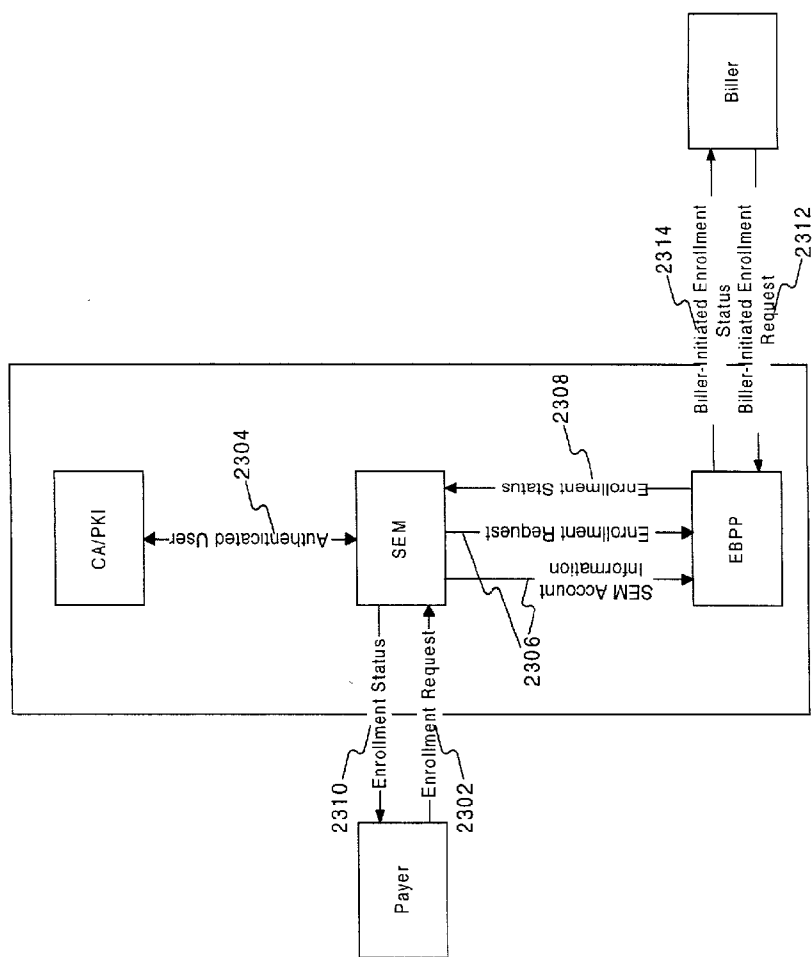 CA/PKI
2304
Authenticated User
2310
Enrollment Status
SEM
Payer
Enrollment Request
2302
2306
SEM Account
Information
Enrollment Request
Enrollment Status
2308
EBPP
2314
Biller-Initiated Enrollment
Status
Biller-Initiated Enrollment
Request
2312
Biller